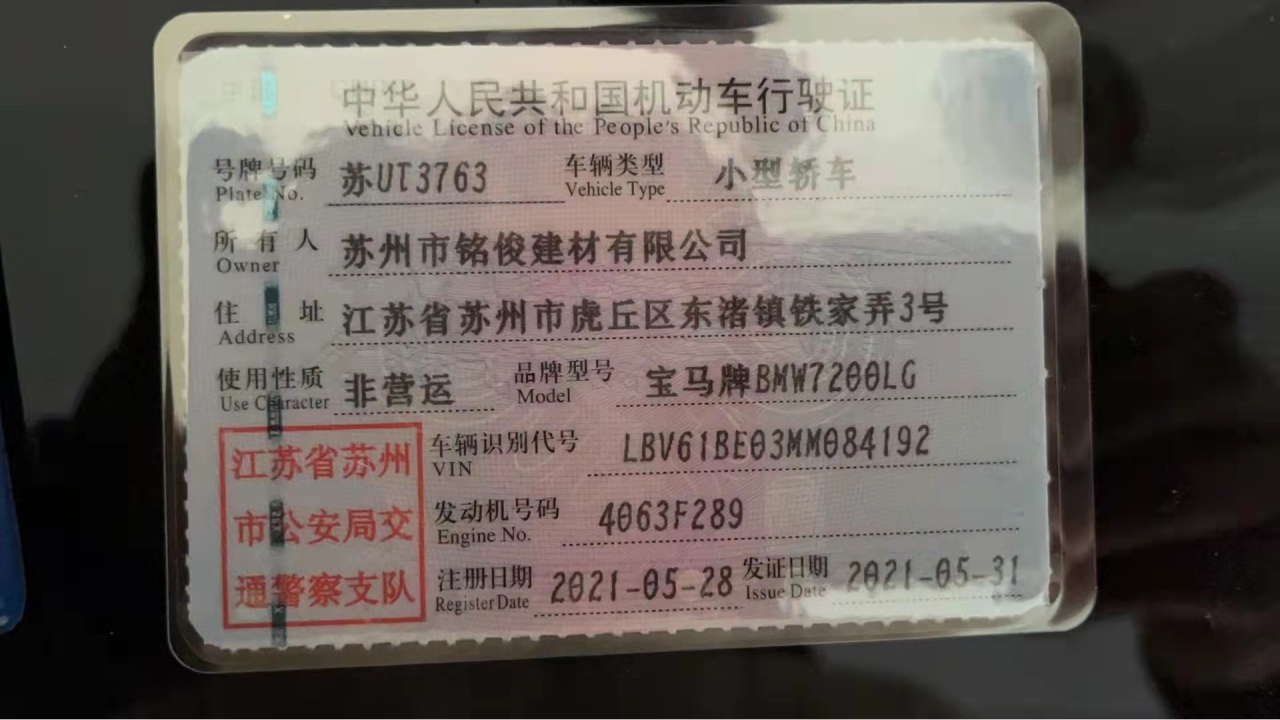 中华人民共和国机动车行驶证
Vehicle License of the People's Republic of China
号牌号码 苏UT3763 车辆类型 小型轿车
Plate No. Vehicle Type
所有人 苏州市铭俊建材有限公司
Owner
住址 江苏省苏州市虎丘区东渚镇铁家弄3号
Address
使用性质 非营运 品牌型号 宝马牌BMW7200LG
Use Character Model
江苏省苏州 车辆识别代号 LBV61BE03MM084192
VIN
市公安局交 发动机号码 4063F289
Engine No.
通警察支队 注册日期 2021-05-28 发证日期 2021-05-31
Register Date Issue Date